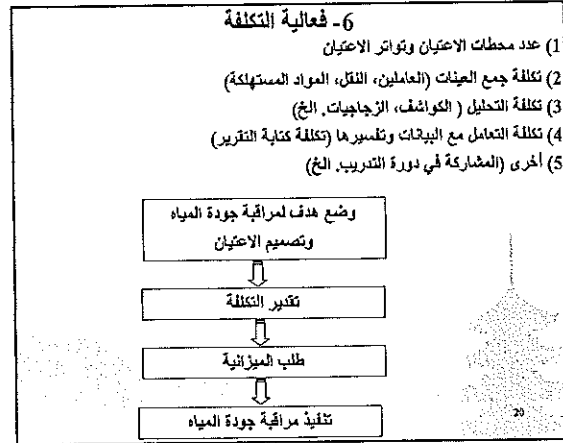 6- فعالية التكلفة
1) عدد محطات الاعتيان وتواتر الاعتيان
2) تكلفة جمع العينات (العاملين، النقل، المواد المستهلكة)
3) تكلفة التحليل ( الكواشف، الزجاجيات. الخ)
4) تكلفة التعامل مع البيانات وتفسيرها (تكلفة كتابة التقرير)
5) أخرى (المشاركة في دورة التدريب. الخ)
وضع هدف لمراقبة جودة المياه
وتصميم الاعتيان
تقدير التكلفة
طلب الميزانية
تنفيذ مراقبة جودة المياه
20